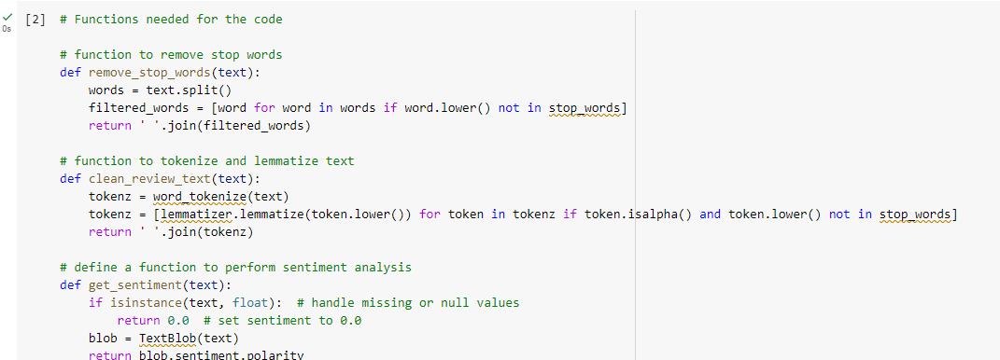 [2] # Functions needed for the code
0s
# function to remove stop words
def remove_stop_words(text):
    words = text.split()
    filtered_words = [word for word in words if word.lower() not in stop_words]
    return ' '.join(filtered_words)
# function to tokenize and lemmatize text
def clean_review_text(text):
    tokenz = word_tokenize(text)
    tokenz = [lemmatizer.lemmatize(token.lower()) for token in tokenz if token.isalpha() and token.lower() not in stop_words]
    return ' '.join(tokenz)
# define a function to perform sentiment analysis
def get_sentiment(text):
    if isinstance(text, float):  # handle missing or null values
        return 0.0  # set sentiment to 0.0
    blob = TextBlob(text)
    return blob.sentiment.polarity